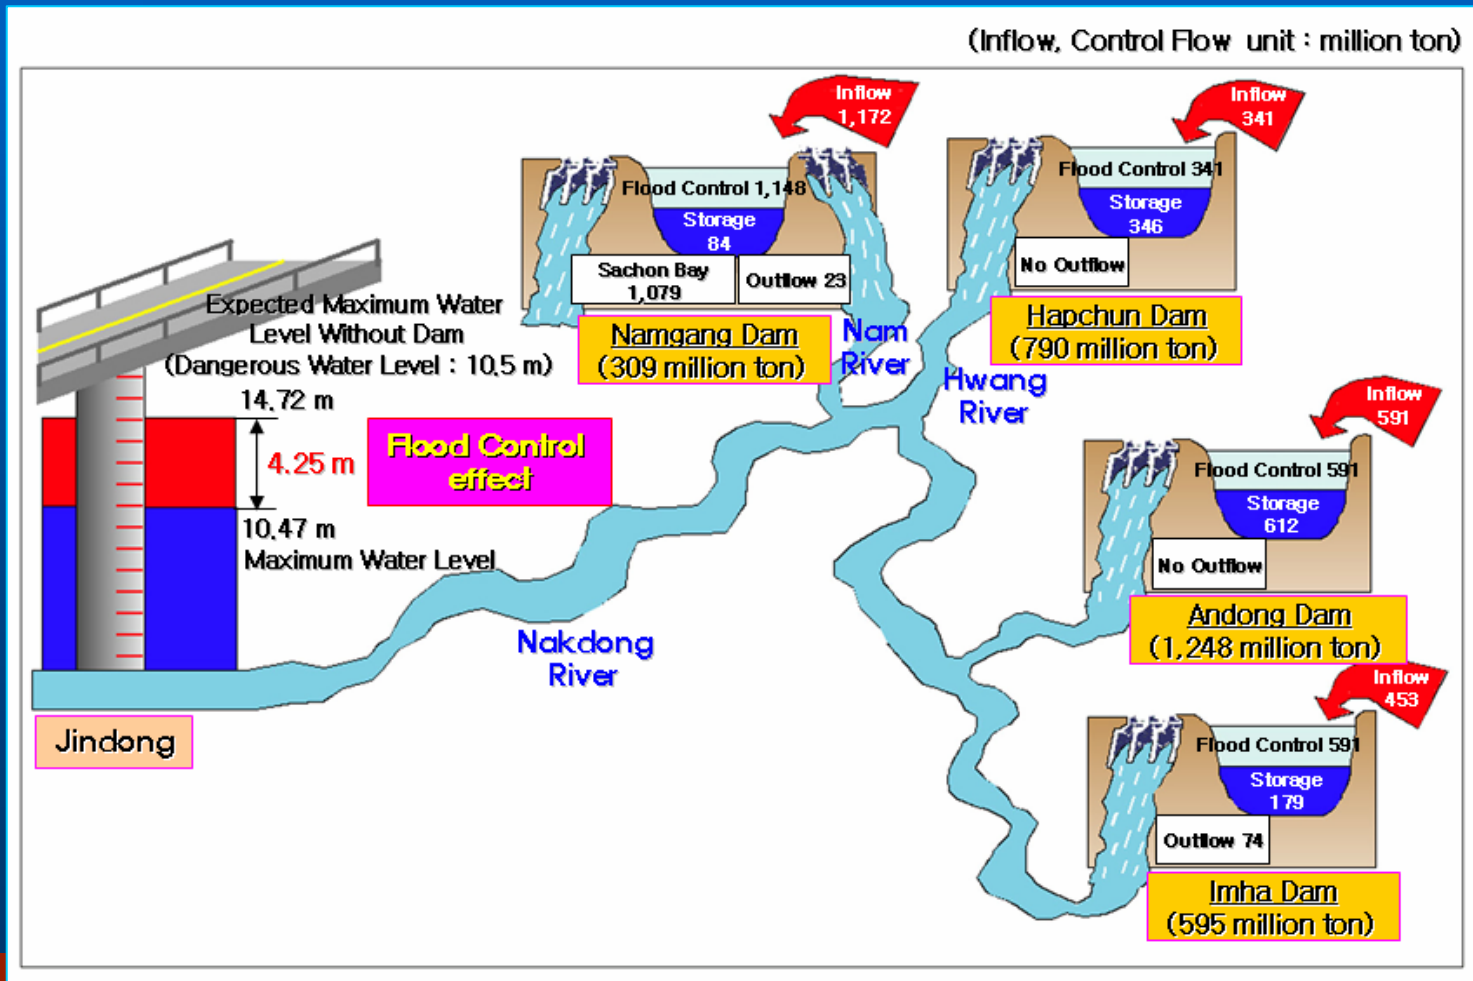 (Inflow, Control Flow unit : million ton)
Inflow
1,172
Flood Control 1,148
Storage
84
Sachon Bay
1,079
Outflow 23
Namgang Dam
(309 million ton)
Nam
River
Inflow
341
Flood Control 341
Storage
346
No Outflow
Hapchun Dam
(790 million ton)
Hwang
River
Expected Maximum Water
Level Without Dam
(Dangerous Water Level : 10.5 m)
14.72 m
4.25 m
10.47 m
Maximum Water Level
Flood Control
effect
Inflow
591
Flood Control 591
Storage
612
No Outflow
Andong Dam
(1,248 million ton)
Nakdong
River
Inflow
453
Flood Control 591
Storage
179
Outflow 74
Imha Dam
(595 million ton)
Jindong